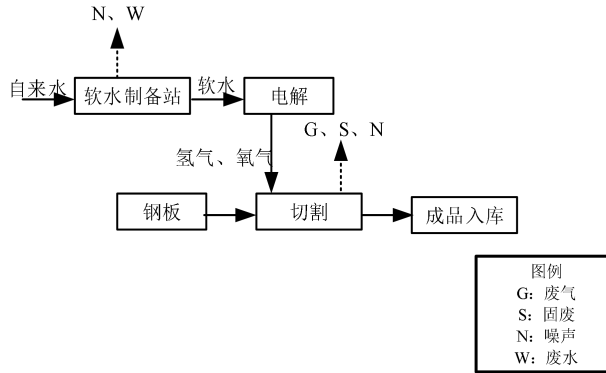 N、W
自来水
软水制备站
软水
电解
G、S、N
氢气、氧气
钢板
切割
成品入库
图例
G：废气
S：固废
N：噪声
W：废水